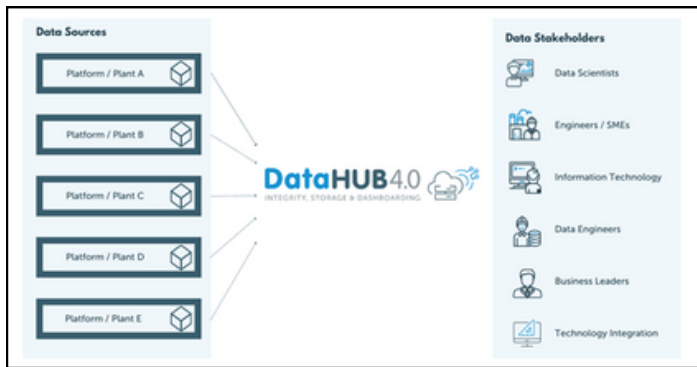 Data Sources
Platform / Plant A
Platform / Plant B
Platform / Plant C
Platform / Plant D
Platform / Plant E
DataHUB4.0
INTEGRITY, STORAGE & DASHBOARDING
Data Stakeholders
Data Scientists
Engineers / SMEs
Information Technology
Data Engineers
Business Leaders
Technology Integration